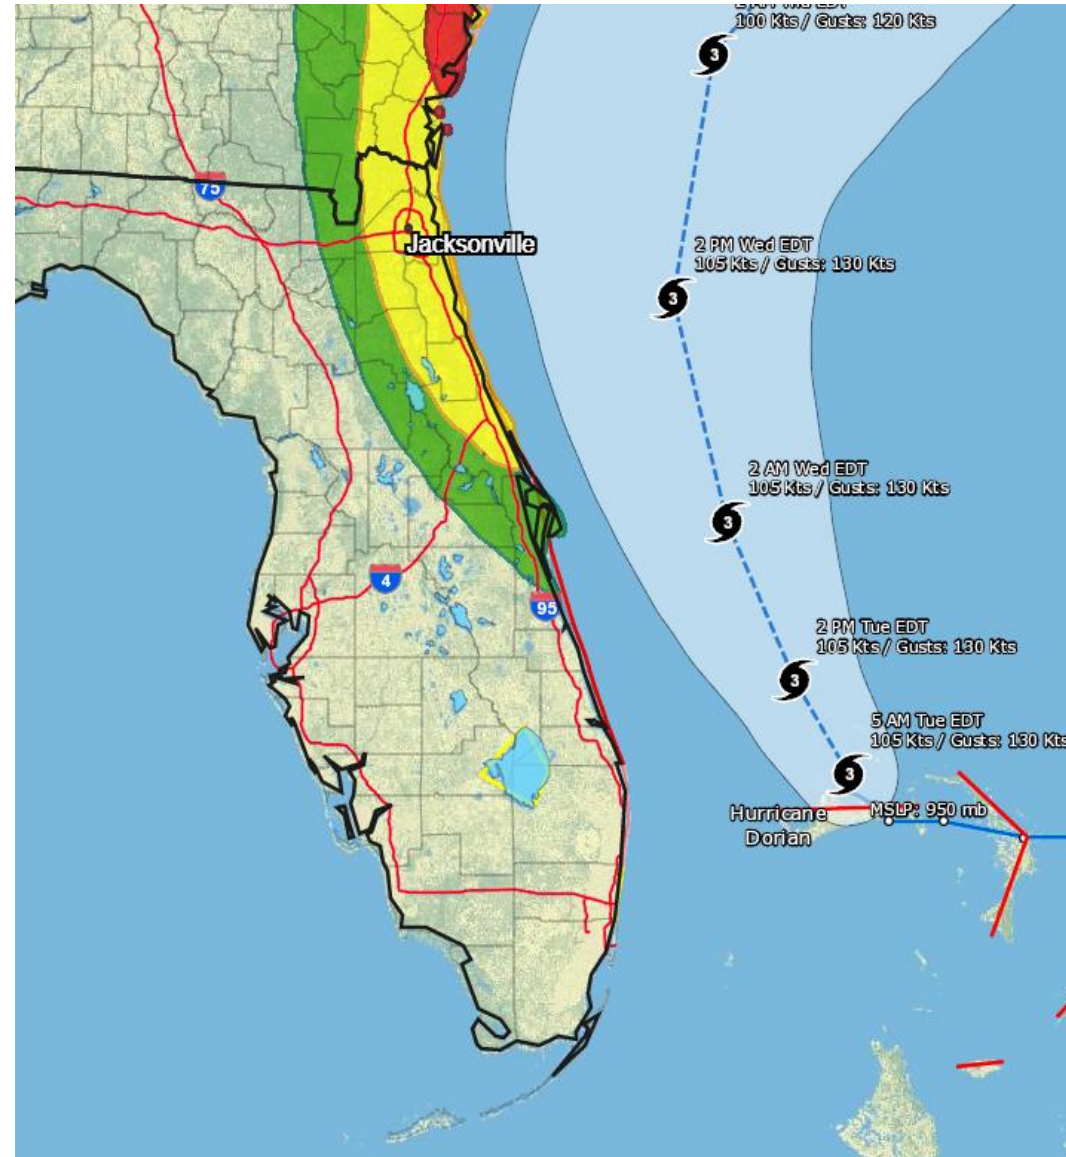 100 Kts / Gusts: 120 Kts
3
75
Jacksonville
2 PM Wed EDT
105 Kts / Gusts: 130 Kts
3
2 AM Wed EDT
105 Kts / Gusts: 130 Kts
3
4
95
2 PM Tue EDT
105 Kts / Gusts: 130 Kts
3
5 AM Tue EDT
105 Kts / Gusts: 130 Kts
3
Hurricane
Dorian
MSLP: 950 mb